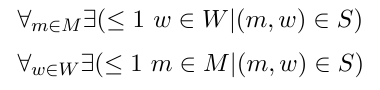 ∀m∈M∃(≤ 1 w ∈ W|(m, w) ∈ S)
∀w∈W∃(≤ 1 m ∈ M|(m, w) ∈ S)